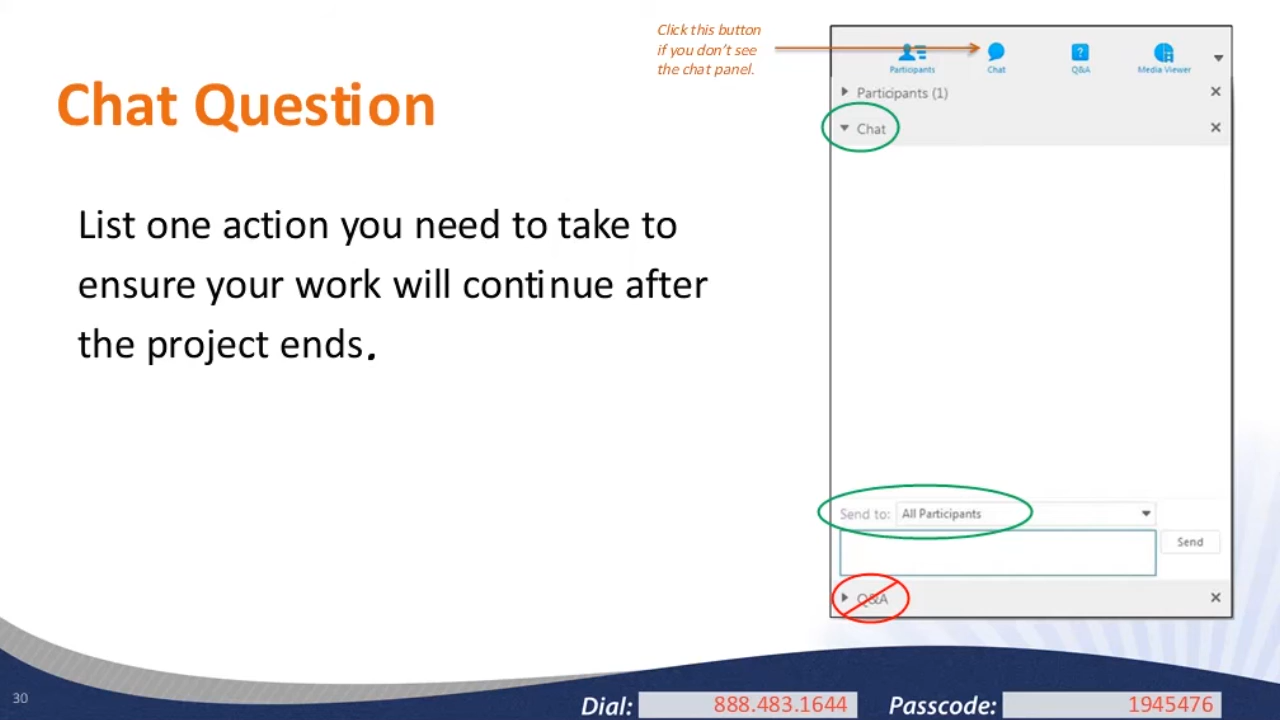 Click this button
if you don't see
the chat panel.
Chat Question
List one action you need to take to
ensure your work will continue after
the project ends.
Participants
Chat
Q&A
Media Viewer
Participants (1)
Chat
Send to: All Participants
Send
Q&A
30
Dial: 888.483.1644 Passcode: 1945476